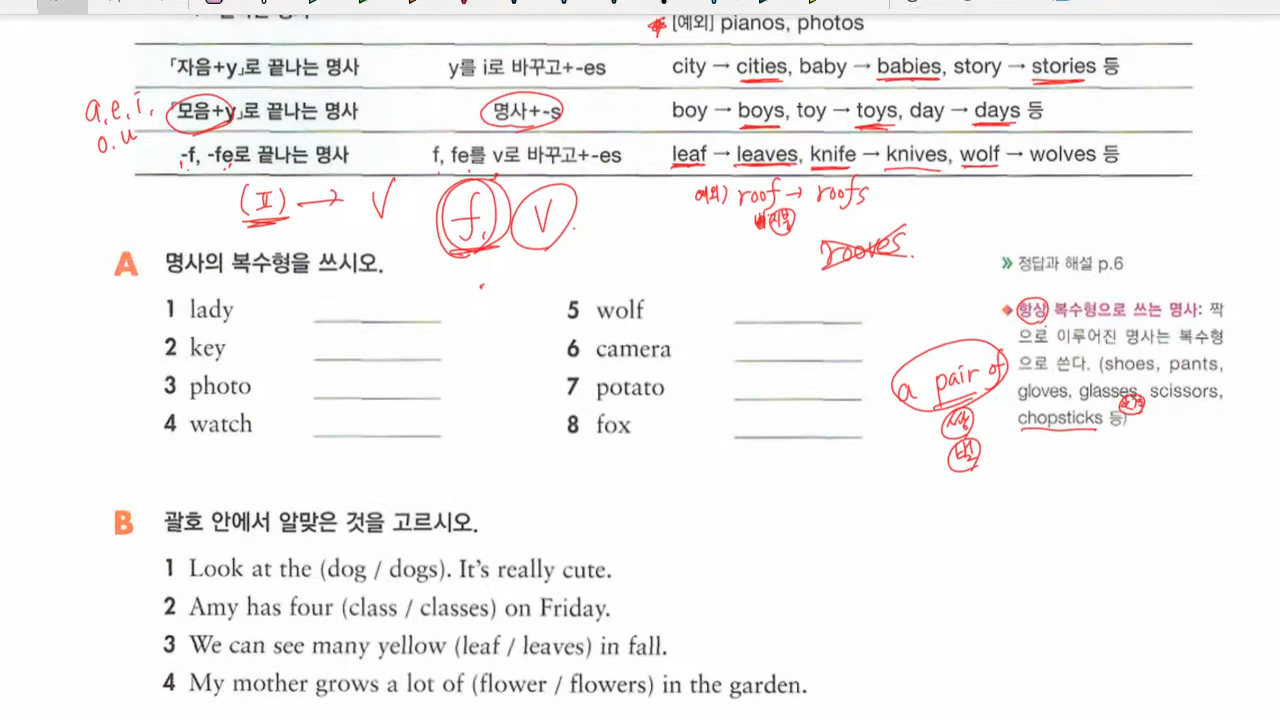 [예외] pianos, photos
「자음+y」로 끝나는 명사 y를 i로 바꾸고+-es city → cities, baby → babies, story → stories 등
a, e, i,
o. u
「모음+y」로 끝나는 명사 명사+-s boy → boys, toy → toys, day → days 등
-f, -fe로 끝나는 명사 f, fe를 v로 바꾸고+-es leaf → leaves, knife → knives, wolf → wolves 등
(ㅍ) → V f, V 예외) roof → roofs
지붕
rooves.
A 명사의 복수형을 쓰시오.
» 정답과 해설 p.6
1 lady
2 key
3 photo
4 watch
5 wolf
6 camera
7 potato
8 fox
항상 복수형으로 쓰는 명사: 짝
으로 이루어진 명사는 복수형
으로 쓴다. (shoes, pants,
gloves, glasses, scissors,
chopsticks 등)
a pair of
B 괄호 안에서 알맞은 것을 고르시오.
1 Look at the (dog / dogs). It's really cute.
2 Amy has four (class / classes) on Friday.
3 We can see many yellow (leaf / leaves) in fall.
4 My mother grows a lot of (flower / flowers) in the garden.